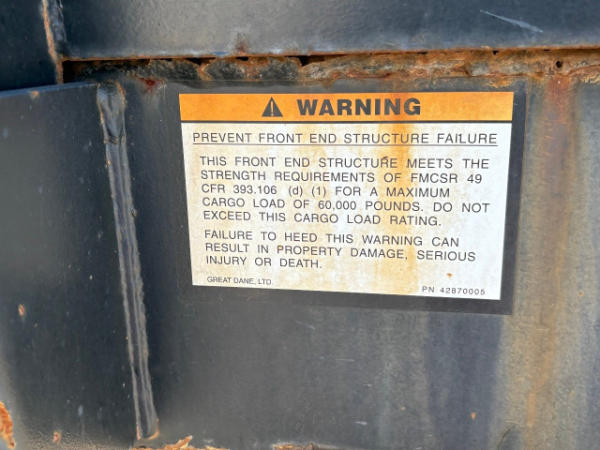 WARNING
PREVENT FRONT END STRUCTURE FAILURE
THIS FRONT END STRUCTURE MEETS THE
STRENGTH REQUIREMENTS OF FMCSR 49
CFR 393.106 (d) (1) FOR A MAXIMUM
CARGO LOAD OF 60,000 POUNDS. DO NOT
EXCEED THIS CARGO LOAD RATING.
FAILURE TO HEED THIS WARNING CAN
RESULT IN PROPERTY DAMAGE, SERIOUS
INJURY OR DEATH.
GREAT DANE, LTD. PN 42870005